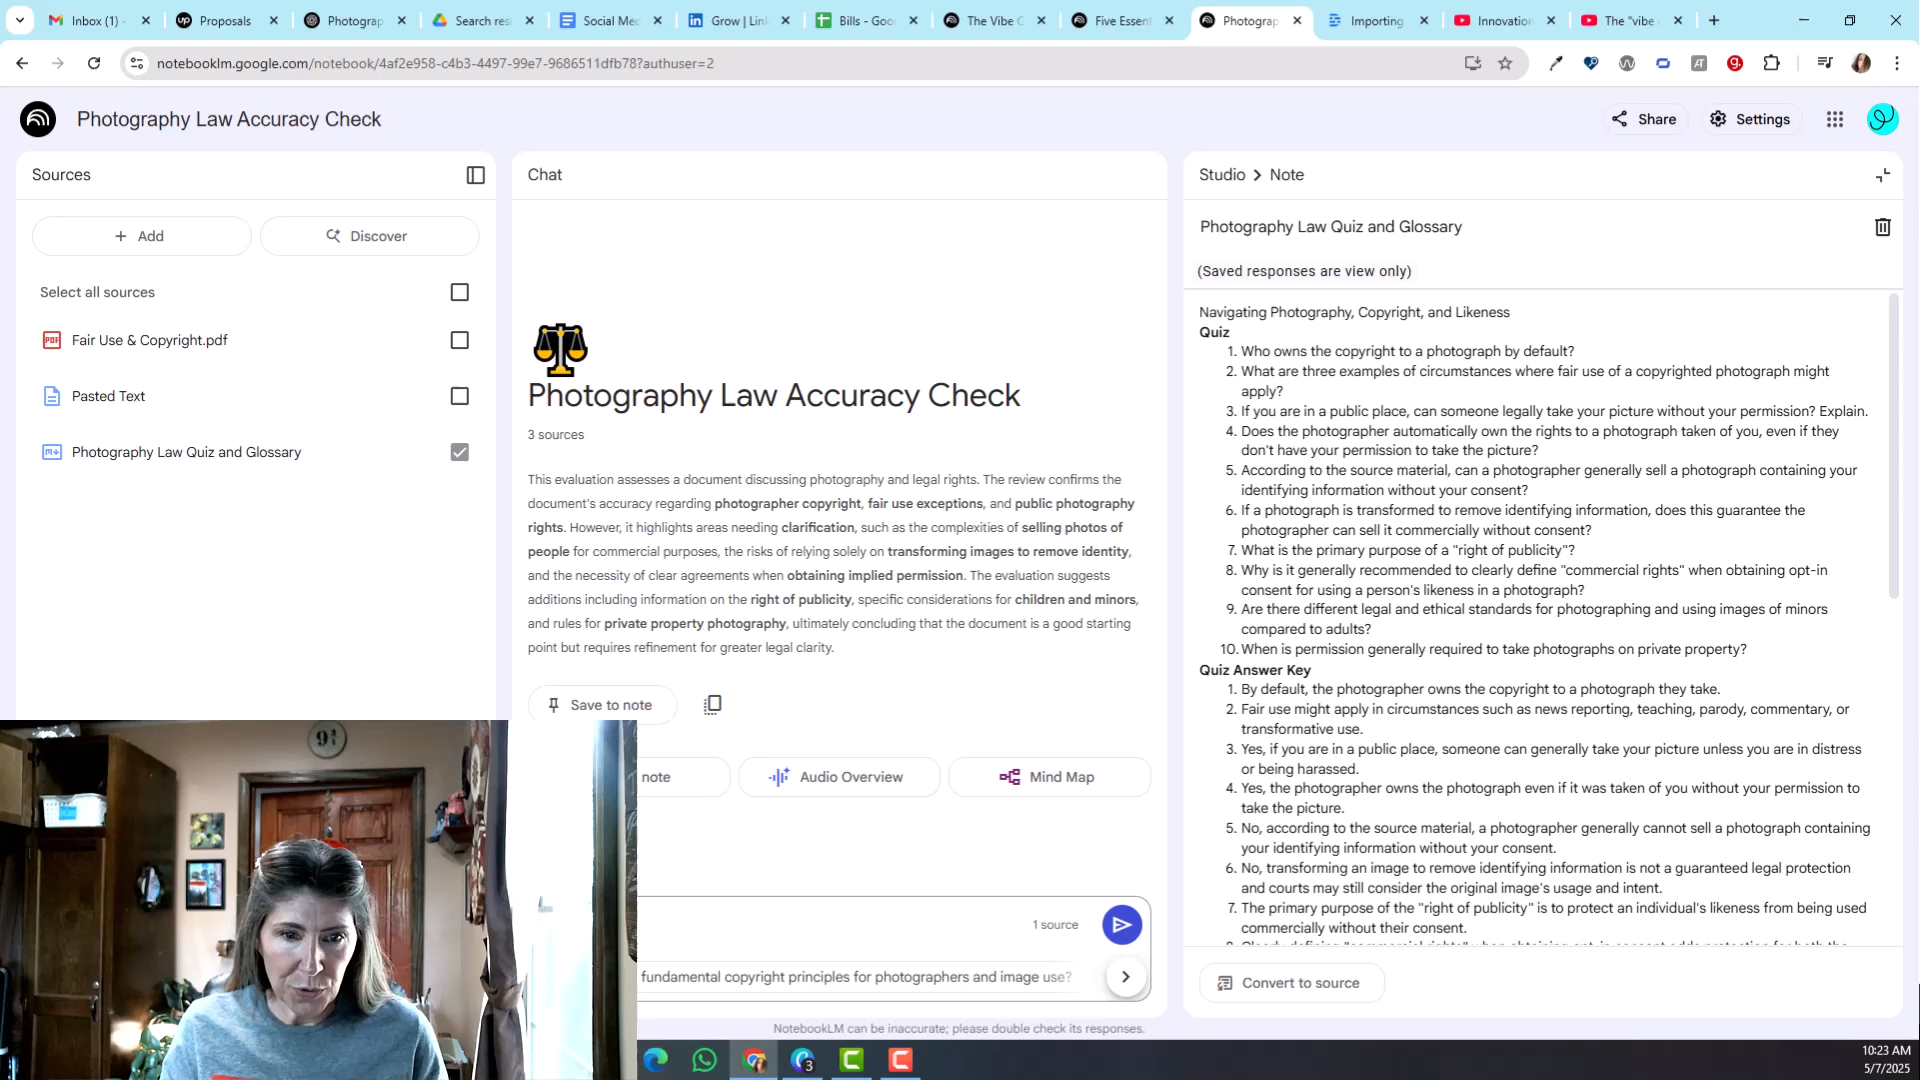 Inbox (1) -
Proposals
Photograp
Search res
Social Med
Grow | Link
Bills - Goo
The Vibe C
Five Essent
Photograp
Importing
Innovation
The "vibe
notebooklm.google.com/notebook/4af2e958-c4b3-4497-99e7-9686511dfb78?authuser=2
Photography Law Accuracy Check
Share
Settings
Sources
Add
Discover
Select all sources
PDF
Fair Use & Copyright.pdf
Pasted Text
Photography Law Quiz and Glossary
Chat
Photography Law Accuracy Check
3 sources
This evaluation assesses a document discussing photography and legal rights. The review confirms the
document's accuracy regarding photographer copyright, fair use exceptions, and public photography
rights. However, it highlights areas needing clarification, such as the complexities of selling photos of
people for commercial purposes, the risks of relying solely on transforming images to remove identity,
and the necessity of clear agreements when obtaining implied permission. The evaluation suggests
additions including information on the right of publicity, specific considerations for children and minors,
and rules for private property photography, ultimately concluding that the document is a good starting
point but requires refinement for greater legal clarity.
Save to note
note
Audio Overview
Mind Map
1 source
fundamental copyright principles for photographers and image use?
NotebookLM can be inaccurate; please double check its responses.
Studio > Note
Photography Law Quiz and Glossary
(Saved responses are view only)
Navigating Photography, Copyright, and Likeness
Quiz
1. Who owns the copyright to a photograph by default?
2. What are three examples of circumstances where fair use of a copyrighted photograph might
apply?
3. If you are in a public place, can someone legally take your picture without your permission? Explain.
4. Does the photographer automatically own the rights to a photograph taken of you, even if they
don't have your permission to take the picture?
5. According to the source material, can a photographer generally sell a photograph containing your
identifying information without your consent?
6. If a photograph is transformed to remove identifying information, does this guarantee the
photographer can sell it commercially without consent?
7. What is the primary purpose of a "right of publicity"?
8. Why is it generally recommended to clearly define "commercial rights" when obtaining opt-in
consent for using a person's likeness in a photograph?
9. Are there different legal and ethical standards for photographing and using images of minors
compared to adults?
10. When is permission generally required to take photographs on private property?
Quiz Answer Key
1. By default, the photographer owns the copyright to a photograph they take.
2. Fair use might apply in circumstances such as news reporting, teaching, parody, commentary, or
transformative use.
3. Yes, if you are in a public place, someone can generally take your picture unless you are in distress
or being harassed.
4. Yes, the photographer owns the photograph even if it was taken of you without your permission to
take the picture.
5. No, according to the source material, a photographer generally cannot sell a photograph containing
your identifying information without your consent.
6. No, transforming an image to remove identifying information is not a guaranteed legal protection
and courts may still consider the original image's usage and intent.
7. The primary purpose of the "right of publicity" is to protect an individual's likeness from being used
commercially without their consent.
Convert to source
3
10:23 AM
5/7/2025